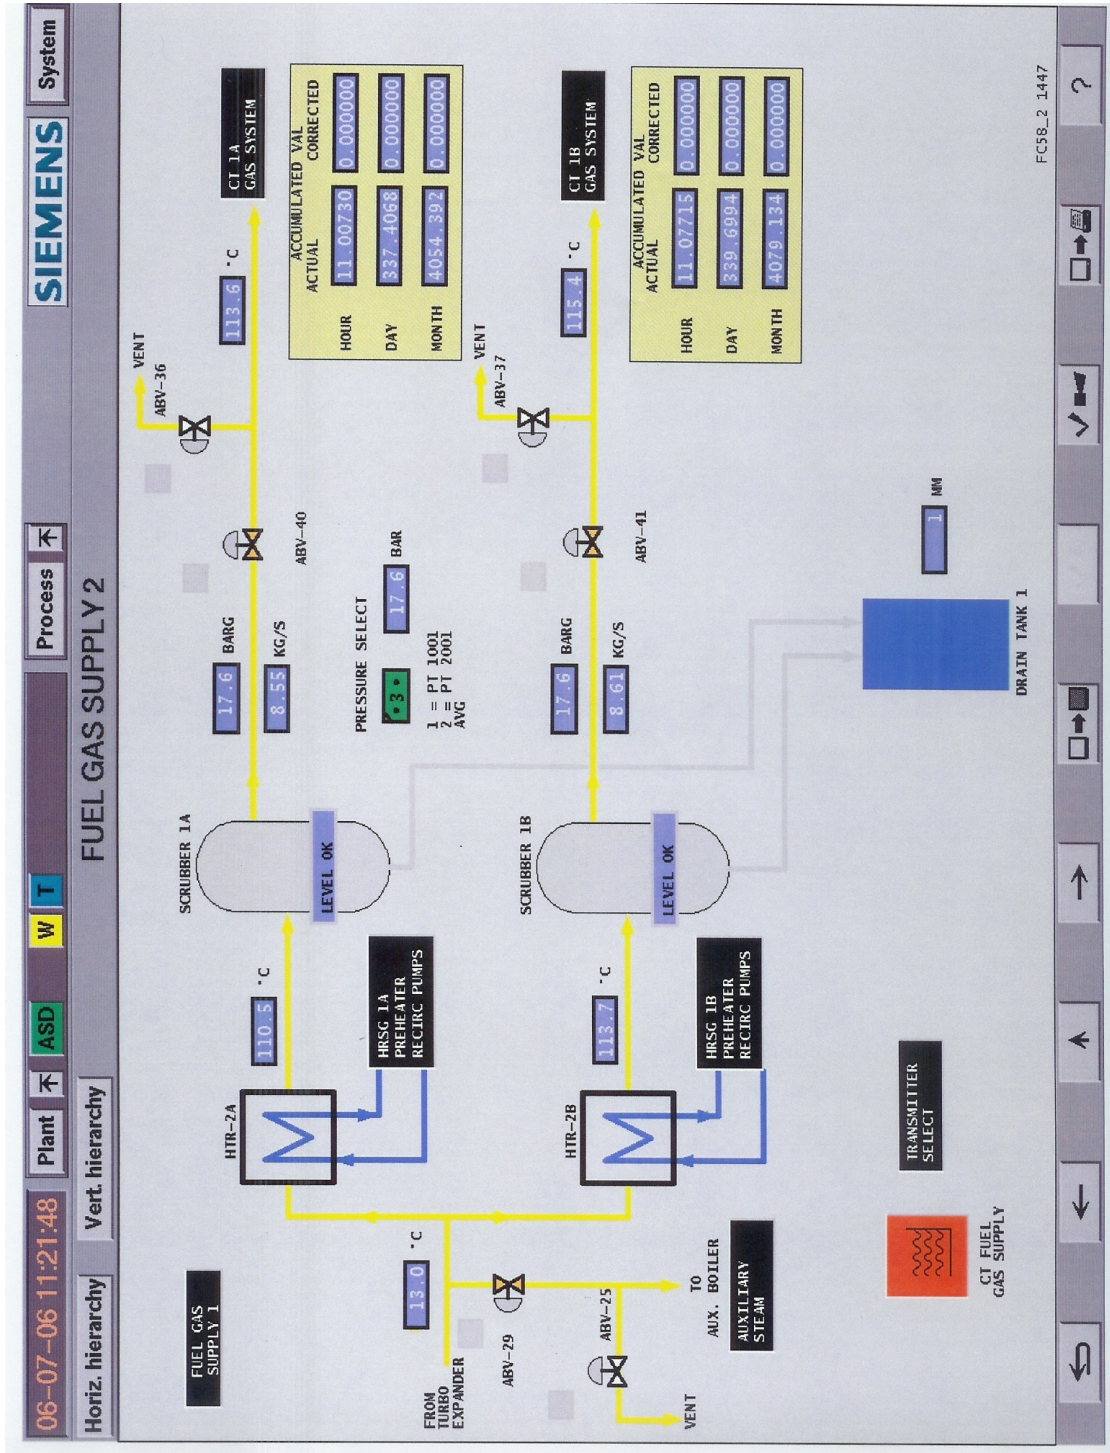 06-07-06 11:21:48
Plant
ASD
W
T
Process
SIEMENS
System
Horiz. hierarchy
Vert. hierarchy
FUEL GAS SUPPLY2
FUEL GAS
SUPPLY 1
HTR-2A
110.5 °C
SCRUBBER 1A
LEVEL OK
17.6 BARG
8.55 KG/S
ABV-40
ABV-36
VENT
113.6 °C
CT 1A
GAS SYSTEM
HRSG 1A
PREHEATER
RECIRC PUMPS
PRESSURE SELECT
3
17.6 BAR
1 = PT 1001
2 = PT 2001
AVG
ACCUMULATED VAL
ACTUAL CORRECTED
HOUR 11.00730 0.000000
DAY 337.4068 0.000000
MONTH 4054.392 0.000000
FROM
TURBO
EXPANDER
13.0 °C
ABV-29
HTR-2B
113.7 °C
SCRUBBER 1B
LEVEL OK
17.6 BARG
8.61 KG/S
ABV-41
ABV-37
VENT
115.4 °C
CT 1B
GAS SYSTEM
ABV-25
VENT
TO
AUX. BOILER
AUXILIARY
STEAM
HRSG 1B
PREHEATER
RECIRC PUMPS
ACCUMULATED VAL
ACTUAL CORRECTED
HOUR 11.07715 0.000000
DAY 339.6994 0.000000
MONTH 4079.134 0.000000
CT FUEL
GAS SUPPLY
TRANSMITTER
SELECT
1 MM
DRAIN TANK 1
FC58_2 1447
?